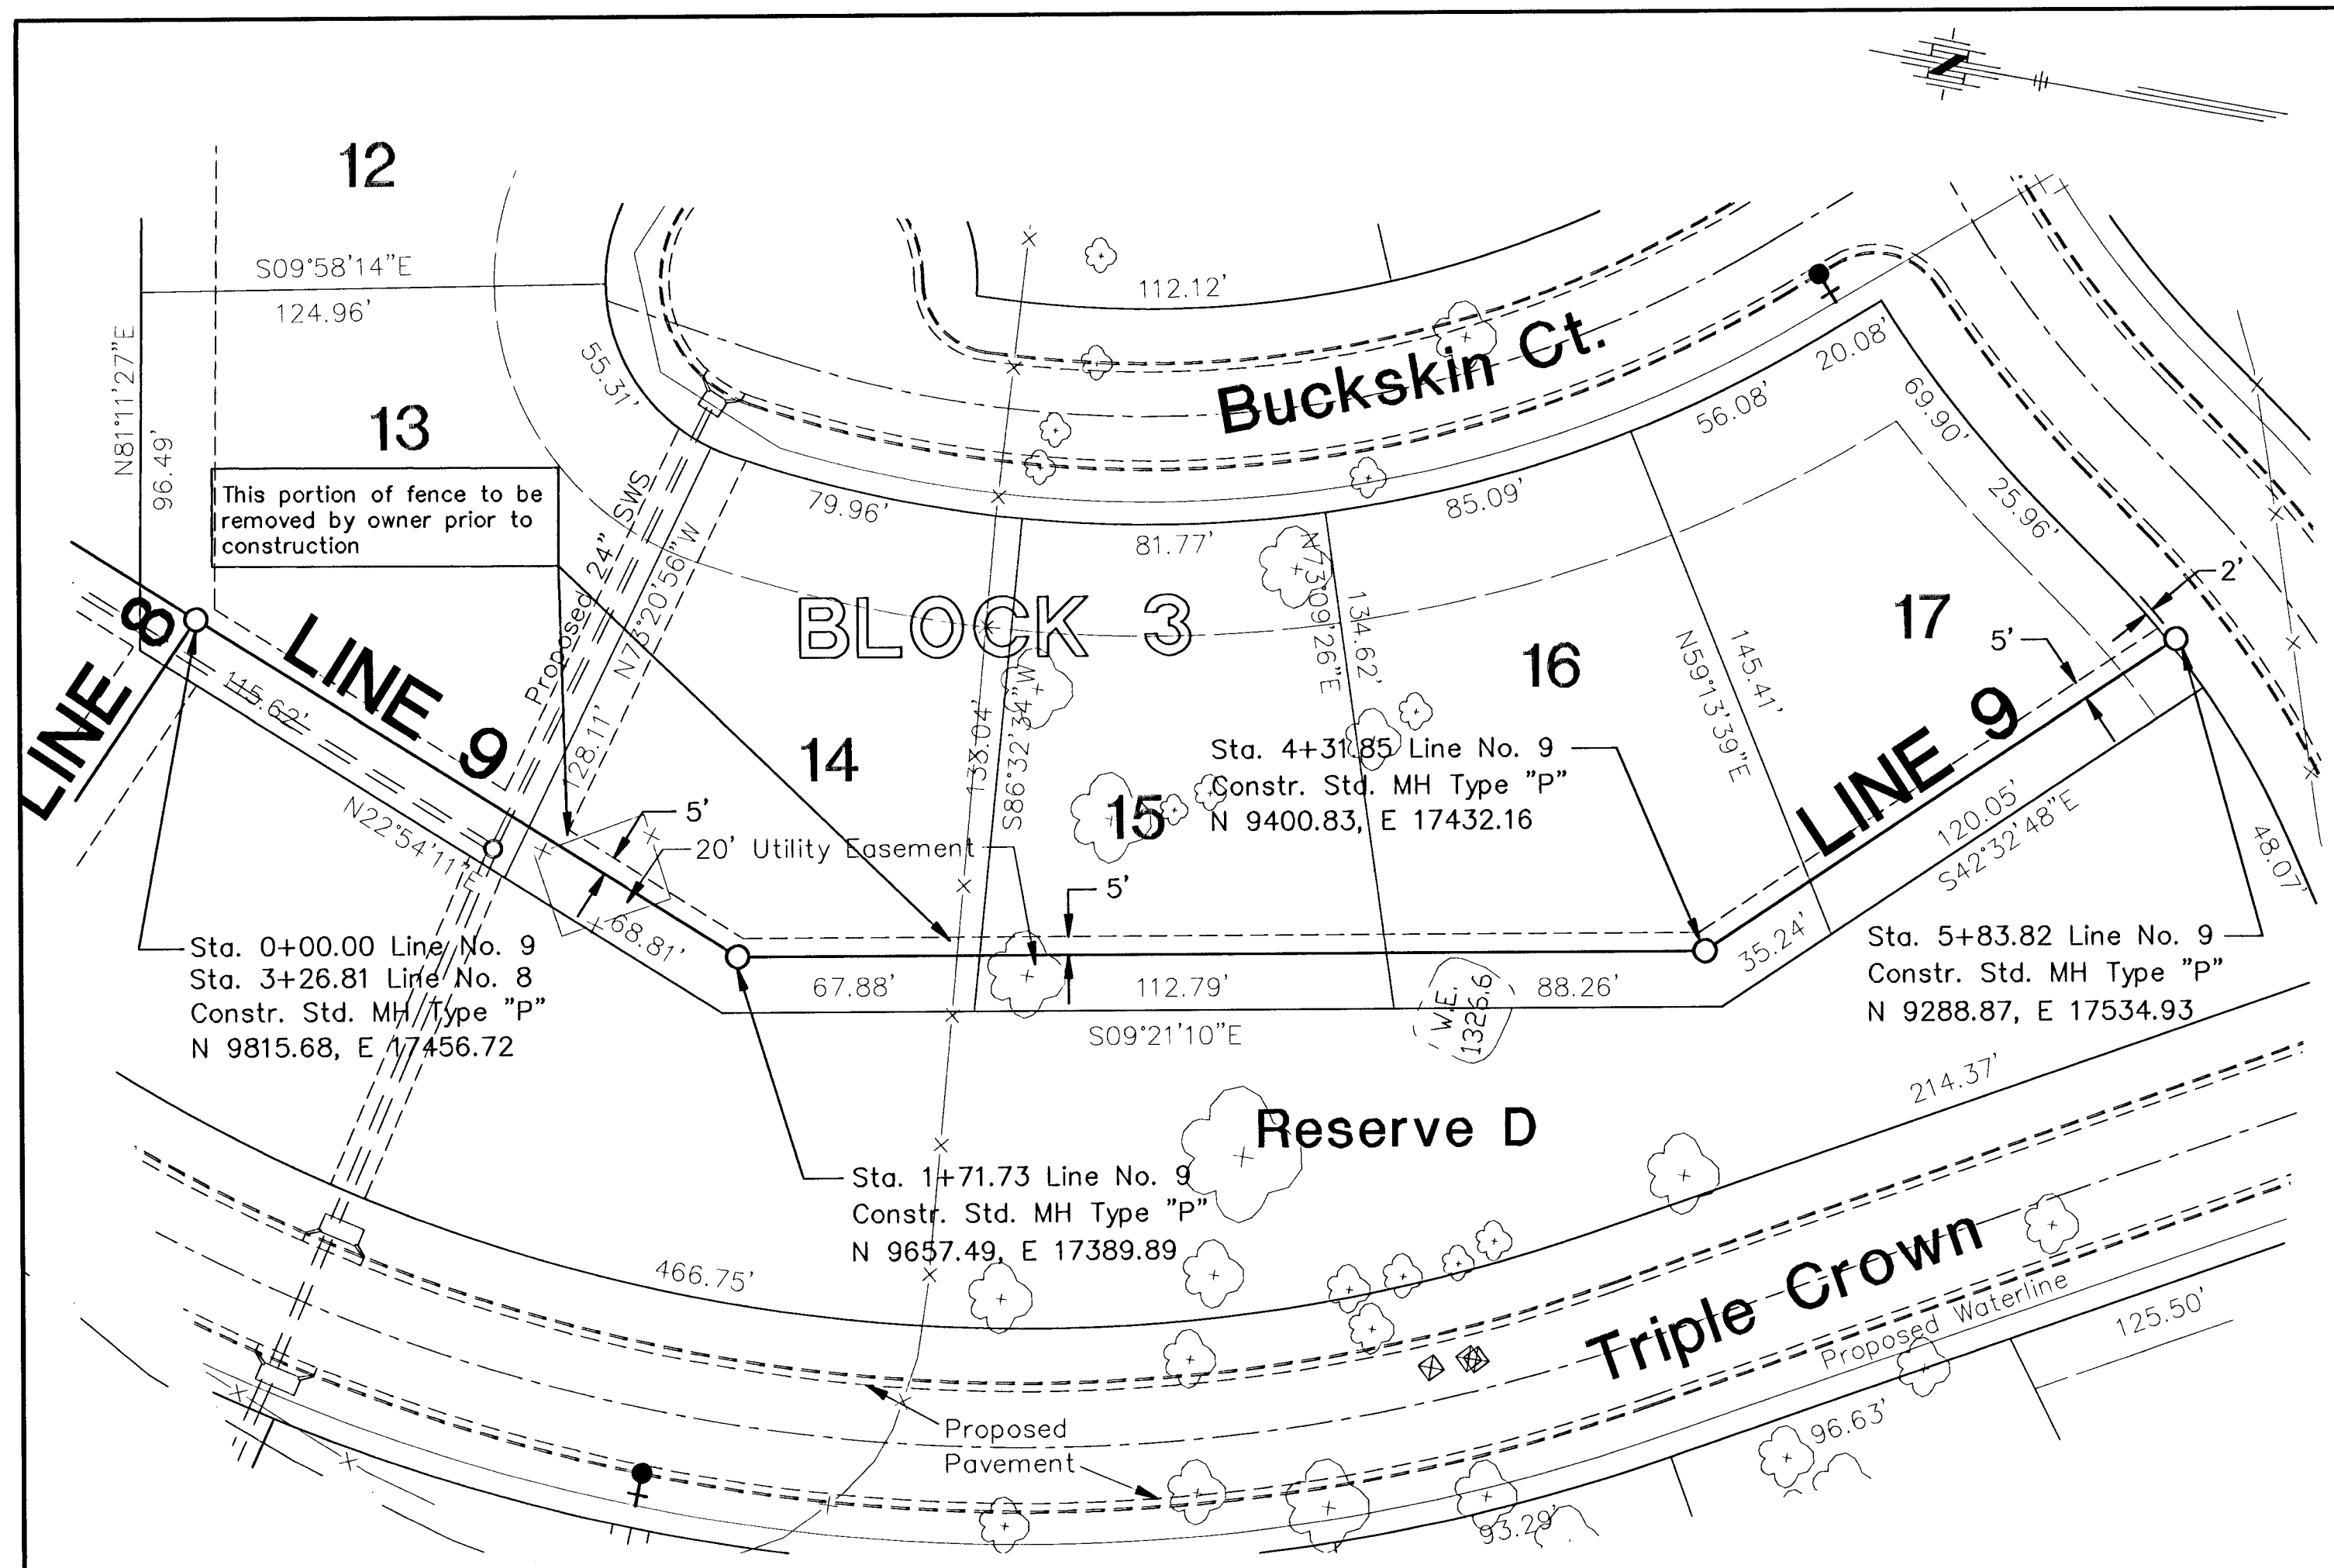 12
S09°58'14"E
124.96'
N81°11'27"E
96.49'
13
55.31'
This portion of fence to be
removed by owner prior to
construction
112.12'
Buckskin Ct.
20.08'
56.08'
69.90'
25.96'
79.96'
81.77'
85.09'
2'
5'
Proposed 24" SWS
N73°20'56"W
128.11'
BLOCK 3
N73°09'26"E
134.62'
N59°13'39"E
145.41'
16
17
LINE 8
LINE 9
115.62'
N22°54'11"E
14
133.04'
S86°32'34"W
15
5'
20' Utility Easement
5'
68.81'
Sta. 4+31.85 Line No. 9
Constr. Std. MH Type "P"
N 9400.83, E 17432.16
LINE 9
120.05'
S42°32'48"E
48.07'
35.24'
Sta. 0+00.00 Line No. 9
Sta. 3+26.81 Line No. 8
Constr. Std. MH Type "P"
N 9815.68, E 17456.72
67.88'
112.79'
88.26'
S09°21'10"E
W.E.
1326.6
Sta. 5+83.82 Line No. 9
Constr. Std. MH Type "P"
N 9288.87, E 17534.93
214.37'
Reserve D
Sta. 1+71.73 Line No. 9
Constr. Std. MH Type "P"
N 9657.49, E 17389.89
466.75'
Triple Crown
Proposed Waterline
125.50'
Proposed
Pavement
96.63'
93.29'